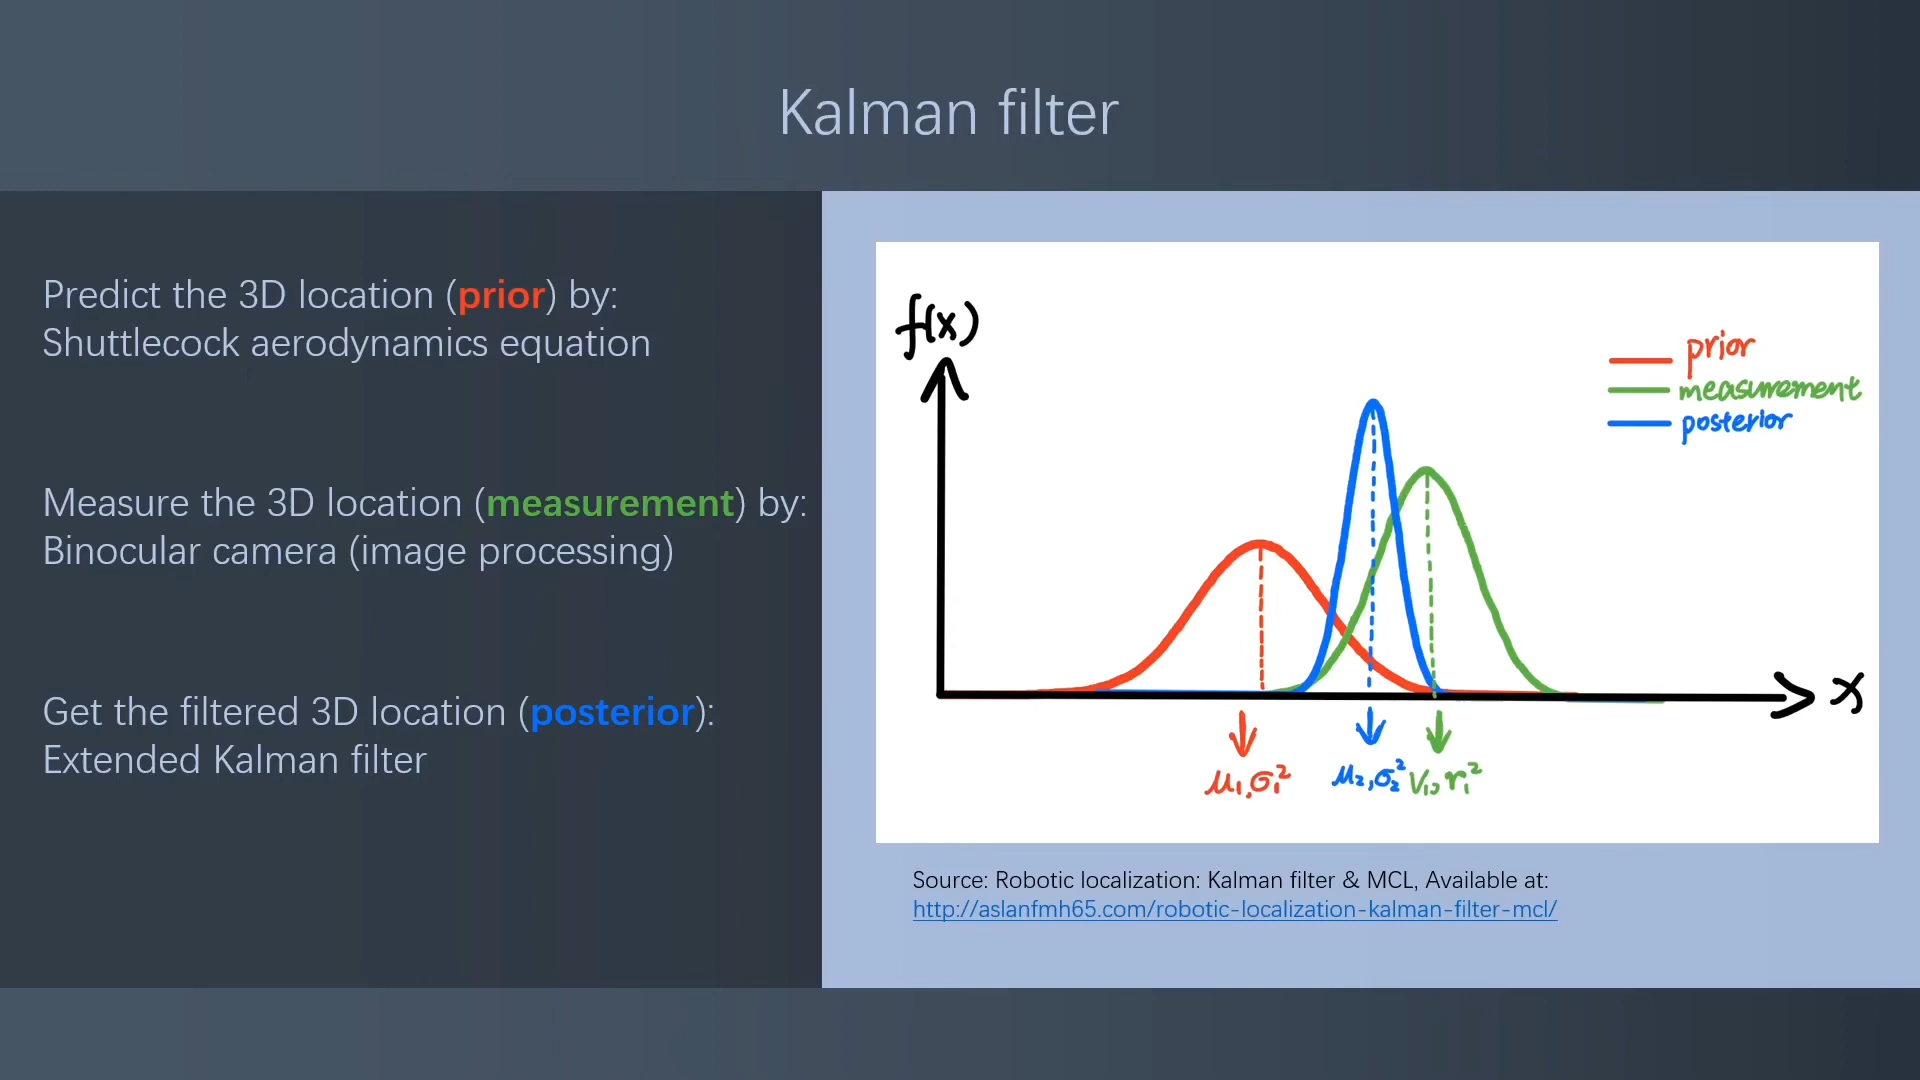 Kalman filter
Predict the 3D location (prior) by:
Shuttlecock aerodynamics equation
Measure the 3D location (measurement) by:
Binocular camera (image processing)
Get the filtered 3D location (posterior):
Extended Kalman filter
f(x)
prior
measurement
posterior
x
μ₁,σ₁²
μ₂,σ₂²
v₁,r₁²
Source: Robotic localization: Kalman filter & MCL, Available at:
http://aslanfmh65.com/robotic-localization-kalman-filter-mcl/